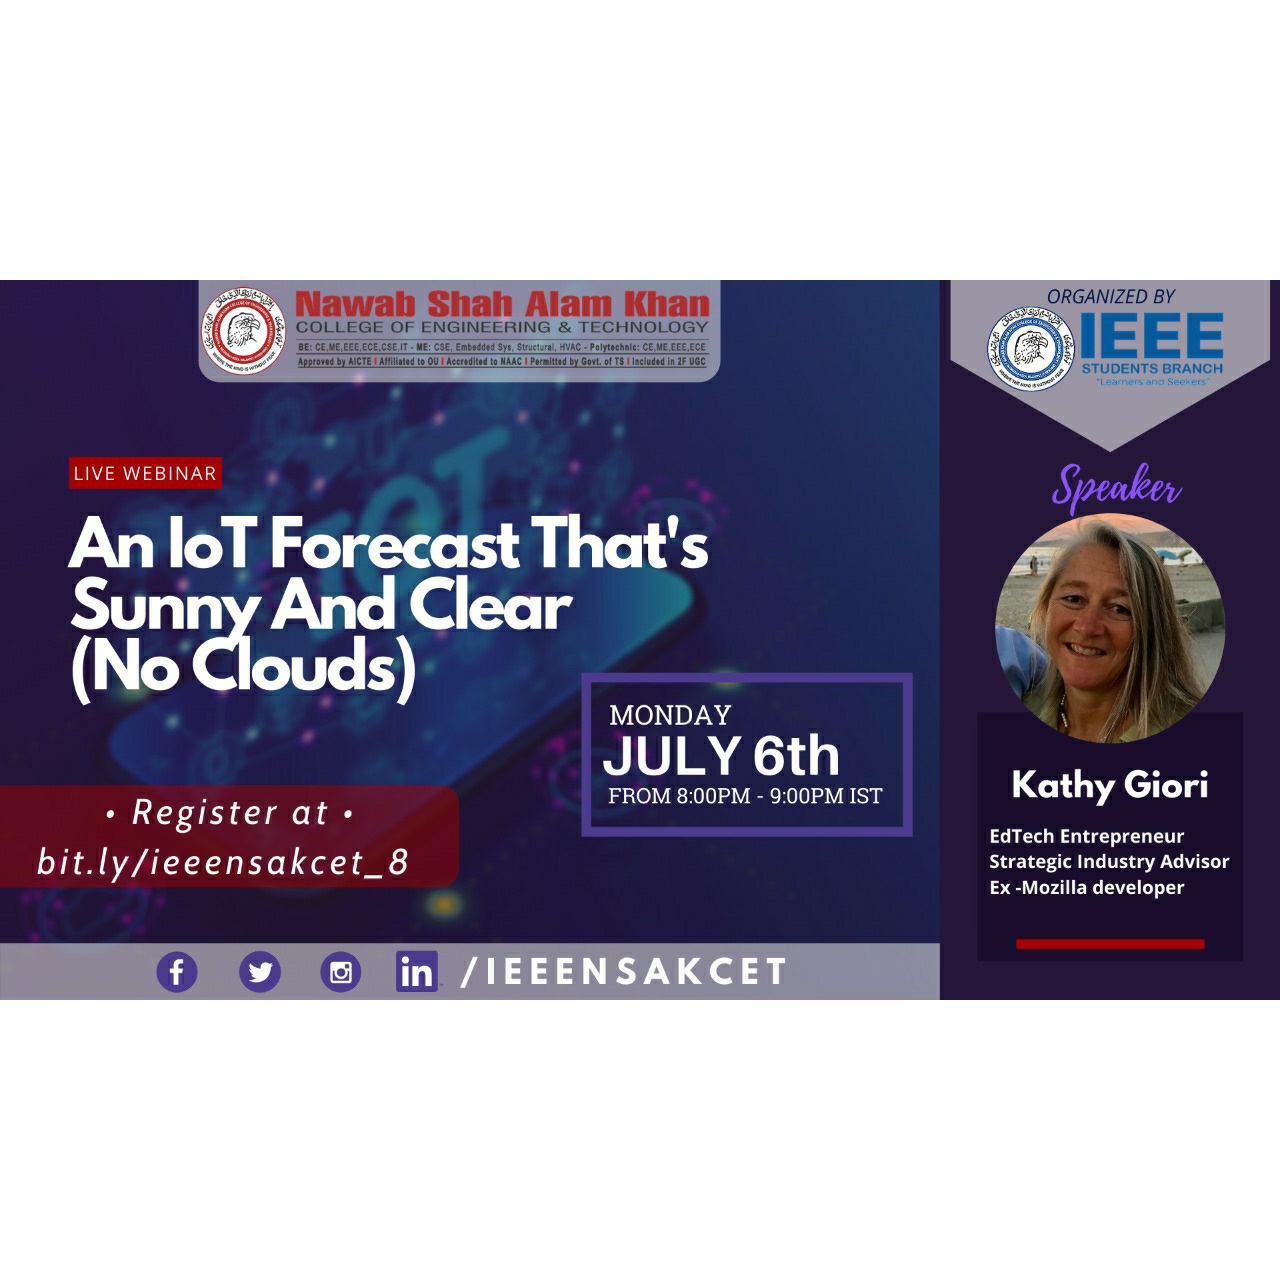 Nawab Shah Alam Khan
COLLEGE OF ENGINEERING & TECHNOLOGY
BE: CE,ME,EEE,ECE,CSE,IT - ME: CSE, Embedded Sys, Structural, HVAC - Polytechnic: CE,ME,EEE,ECE
Approved by AICTE I Affiliated to OU I Accredited to NAAC I Permitted by Govt. of TS I Included in 2F UGC
LIVE WEBINAR
IoT
An IoT Forecast That's
Sunny And Clear
(No Clouds)
MONDAY
JULY 6th
FROM 8:00PM - 9:00PM IST
• Register at •
bit.ly/ieeensakcet_8
/IEEENSAKCET
ORGANIZED BY
IEEE
STUDENTS BRANCH
"Learners and Seekers"
Speaker
Kathy Giori
EdTech Entrepreneur
Strategic Industry Advisor
Ex -Mozilla developer